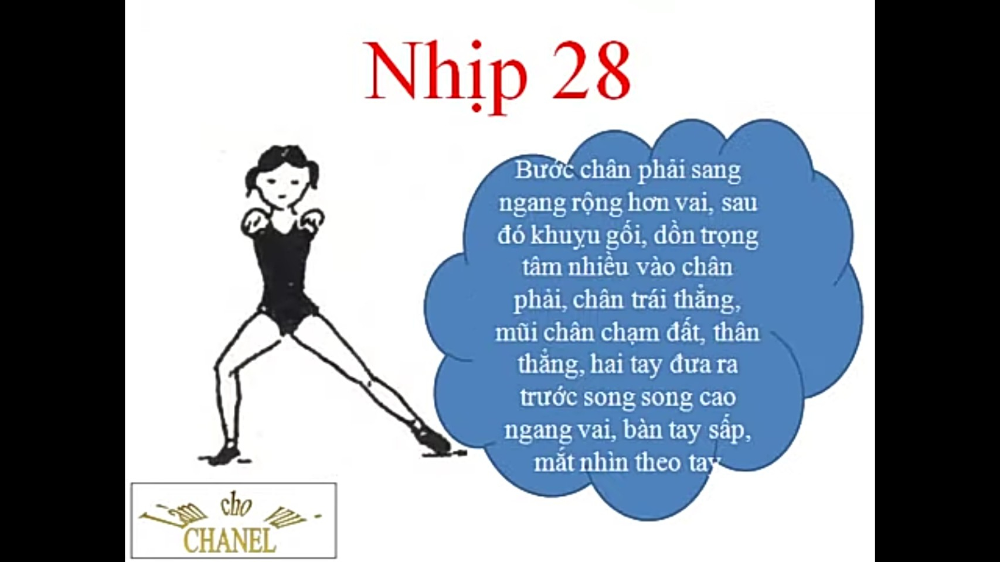 Nhịp 28
Bước chân phải sang
ngang rộng hơn vai, sau
đó khuỵu gối, dồn trọng
tâm nhiều vào chân
phải, chân trái thẳng,
mũi chân chạm đất, thân
thẳng, hai tay đưa ra
trước song song cao
ngang vai, bàn tay sấp,
mắt nhìn theo tay
Làm cho vui -
CHANEL